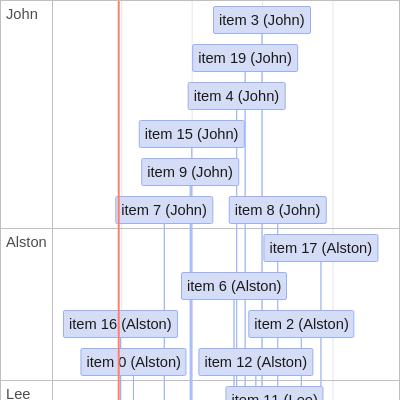 John
item 3 (John)
item 19 (John)
item 4 (John)
item 15 (John)
item 9 (John)
item 7 (John)
item 8 (John)
Alston
item 17 (Alston)
item 6 (Alston)
item 16 (Alston)
item 2 (Alston)
item 0 (Alston)
item 12 (Alston)
Lee
item 11 (Lee)